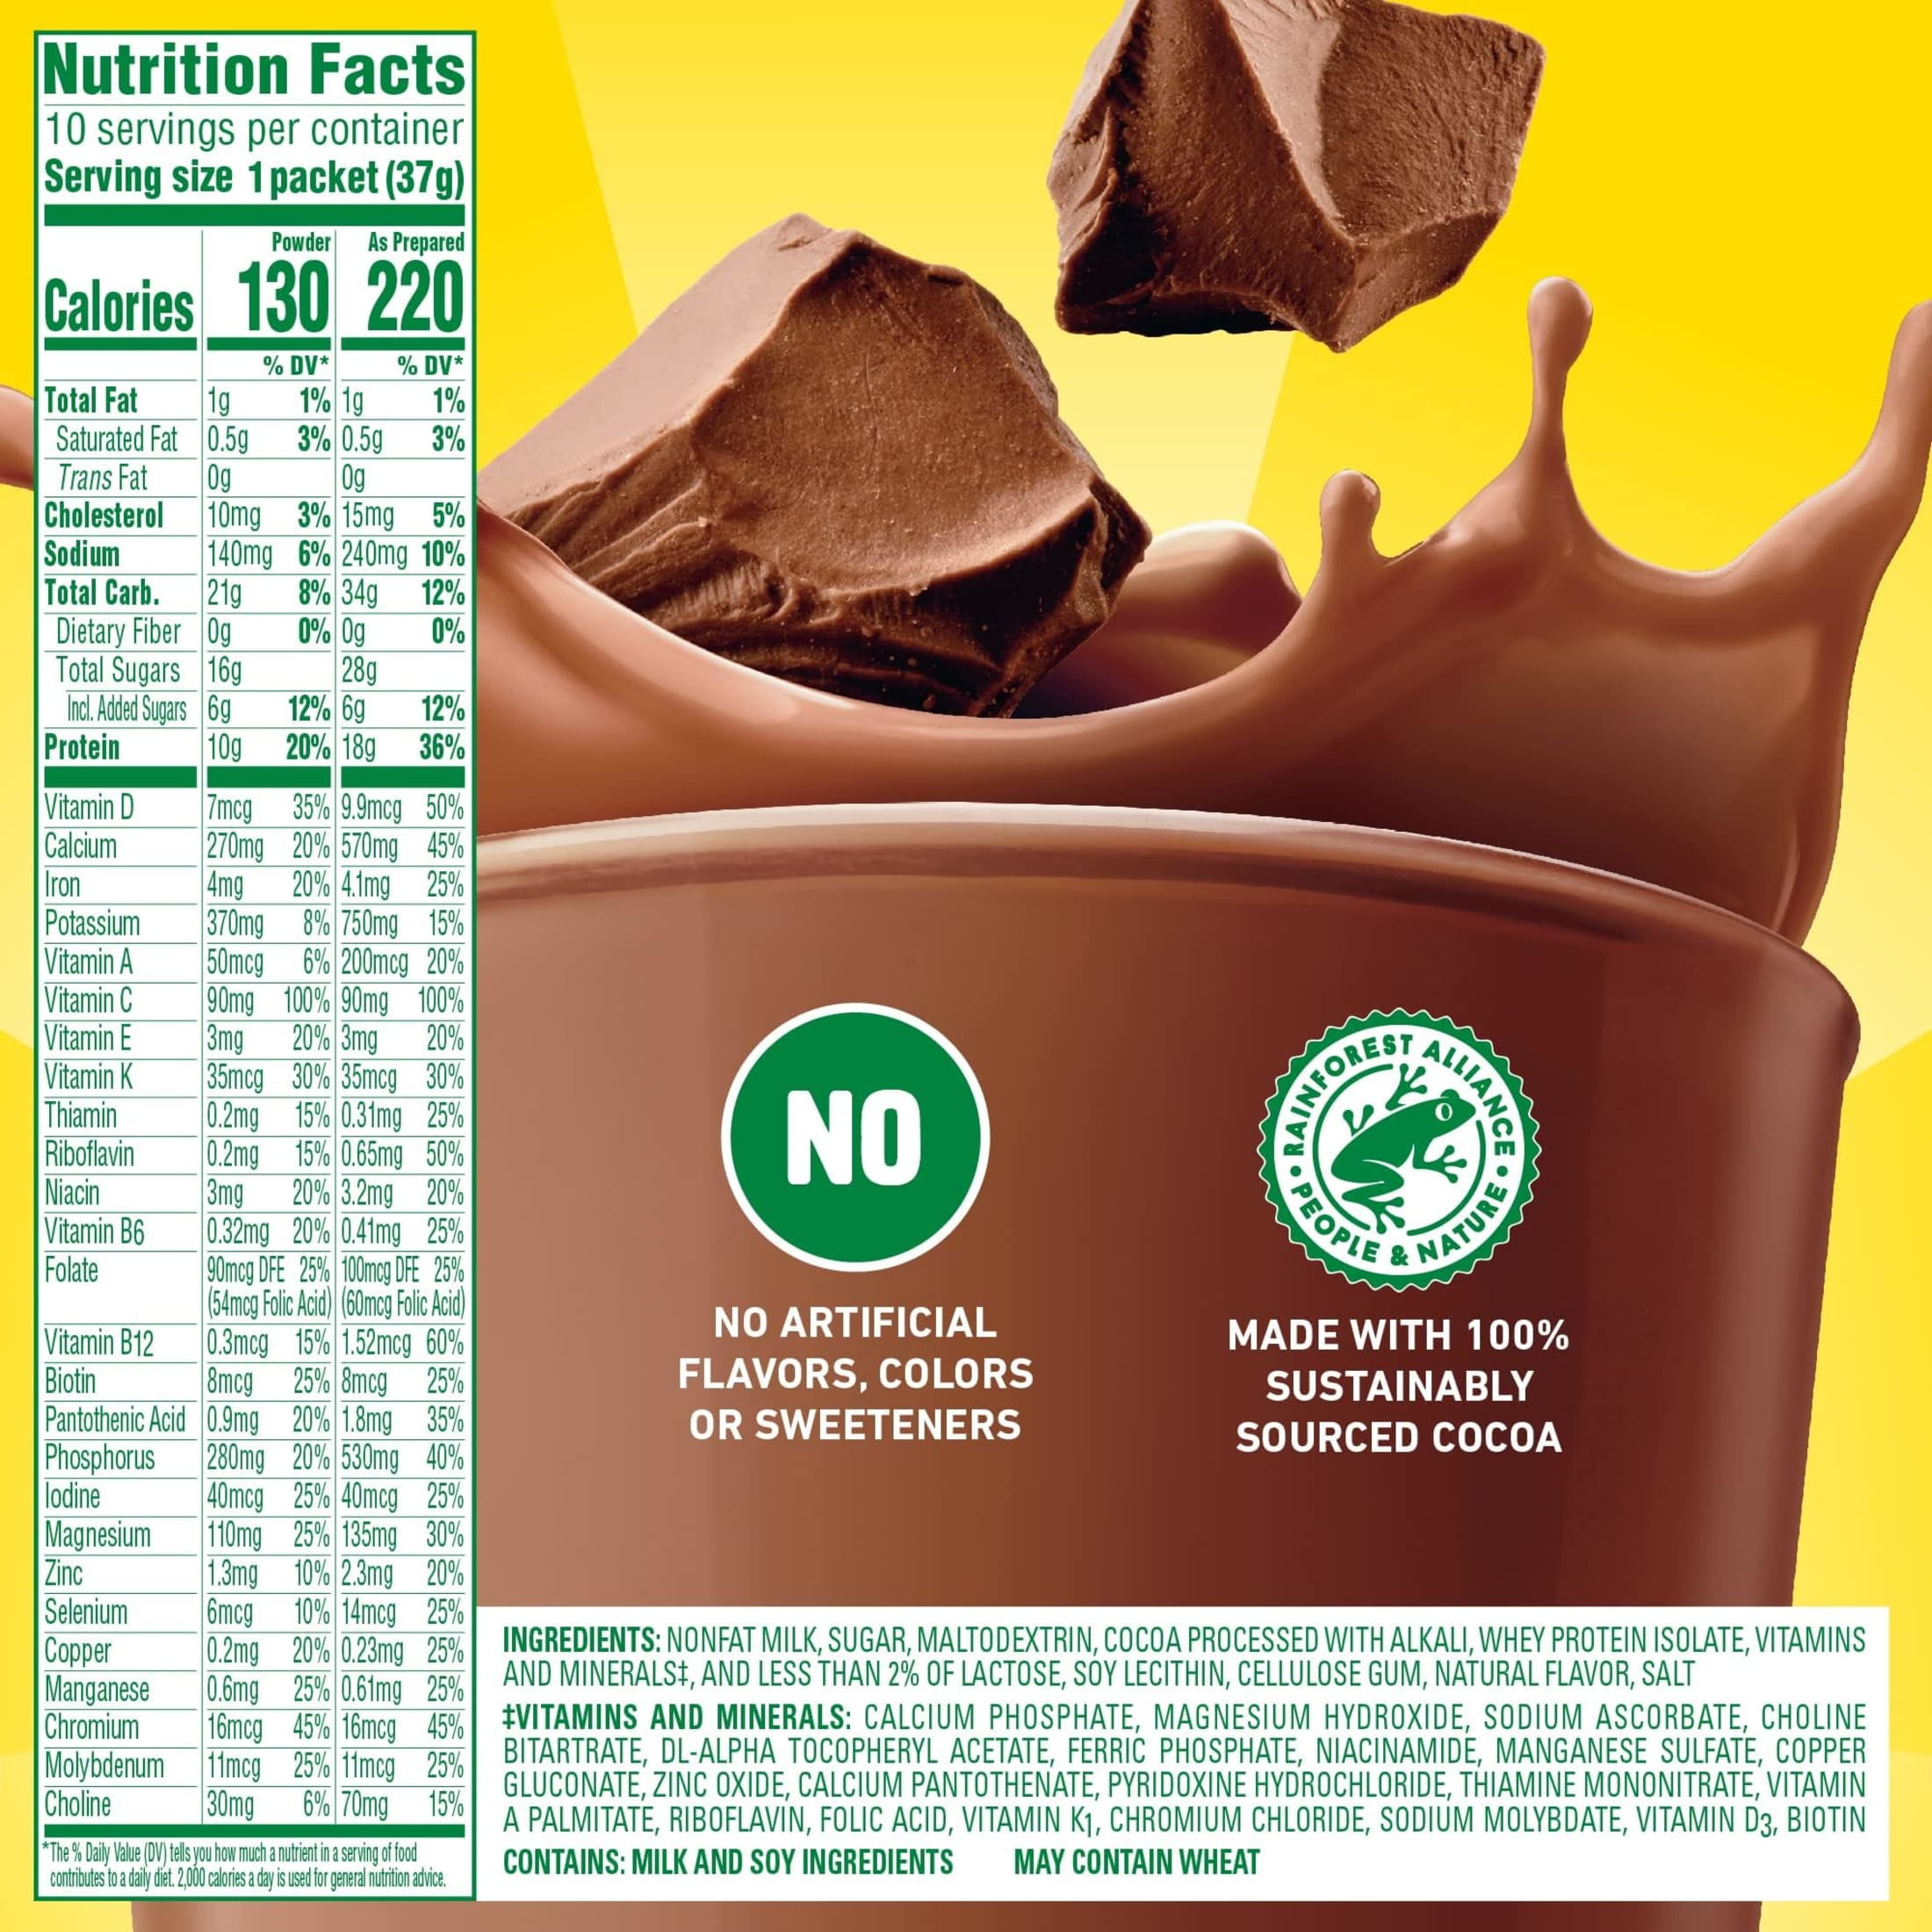 Nutrition Facts
10 servings per container
Serving size 1 packet (37g)
Powder As Prepared
Calories 130 220
% DV* % DV*
Total Fat 1g 1% 1g 1%
Saturated Fat 0.5g 3% 0.5g 3%
Trans Fat 0g 0g
Cholesterol 10mg 3% 15mg 5%
Sodium 140mg 6% 240mg 10%
Total Carb. 21g 8% 34g 12%
Dietary Fiber 0g 0% 0g 0%
Total Sugars 16g 28g
Incl. Added Sugars 6g 12% 6g 12%
Protein 10g 20% 18g 36%
Vitamin D 7mcg 35% 9.9mcg 50%
Calcium 270mg 20% 570mg 45%
Iron 4mg 20% 4.1mg 25%
Potassium 370mg 8% 750mg 15%
Vitamin A 50mcg 6% 200mcg 20%
Vitamin C 90mg 100% 90mg 100%
Vitamin E 3mg 20% 3mg 20%
Vitamin K 35mcg 30% 35mcg 30%
Thiamin 0.2mg 15% 0.31mg 25%
Riboflavin 0.2mg 15% 0.65mg 50%
Niacin 3mg 20% 3.2mg 20%
Vitamin B6 0.32mg 20% 0.41mg 25%
Folate 90mcg DFE 25% 100mcg DFE 25%
(54mcg Folic Acid) (60mcg Folic Acid)
Vitamin B12 0.3mcg 15% 1.52mcg 60%
Biotin 8mcg 25% 8mcg 25%
Pantothenic Acid 0.9mg 20% 1.8mg 35%
Phosphorus 280mg 20% 530mg 40%
Iodine 40mcg 25% 40mcg 25%
Magnesium 110mg 25% 135mg 30%
Zinc 1.3mg 10% 2.3mg 20%
Selenium 6mcg 10% 14mcg 25%
Copper 0.2mg 20% 0.23mg 25%
Manganese 0.6mg 25% 0.61mg 25%
Chromium 16mcg 45% 16mcg 45%
Molybdenum 11mcg 25% 11mcg 25%
Choline 30mg 6% 70mg 15%
*The % Daily Value (DV) tells you how much a nutrient in a serving of food
contributes to a daily diet. 2,000 calories a day is used for general nutrition advice.
NO
NO ARTIFICIAL
FLAVORS, COLORS
OR SWEETENERS
RAINFOREST ALLIANCE
PEOPLE & NATURE
MADE WITH 100%
SUSTAINABLY
SOURCED COCOA
INGREDIENTS: NONFAT MILK, SUGAR, MALTODEXTRIN, COCOA PROCESSED WITH ALKALI, WHEY PROTEIN ISOLATE, VITAMINS
AND MINERALS‡, AND LESS THAN 2% OF LACTOSE, SOY LECITHIN, CELLULOSE GUM, NATURAL FLAVOR, SALT
‡VITAMINS AND MINERALS: CALCIUM PHOSPHATE, MAGNESIUM HYDROXIDE, SODIUM ASCORBATE, CHOLINE
BITARTRATE, DL-ALPHA TOCOPHERYL ACETATE, FERRIC PHOSPHATE, NIACINAMIDE, MANGANESE SULFATE, COPPER
GLUCONATE, ZINC OXIDE, CALCIUM PANTOTHENATE, PYRIDOXINE HYDROCHLORIDE, THIAMINE MONONITRATE, VITAMIN
A PALMITATE, RIBOFLAVIN, FOLIC ACID, VITAMIN K1, CHROMIUM CHLORIDE, SODIUM MOLYBDATE, VITAMIN D3, BIOTIN
CONTAINS: MILK AND SOY INGREDIENTS MAY CONTAIN WHEAT